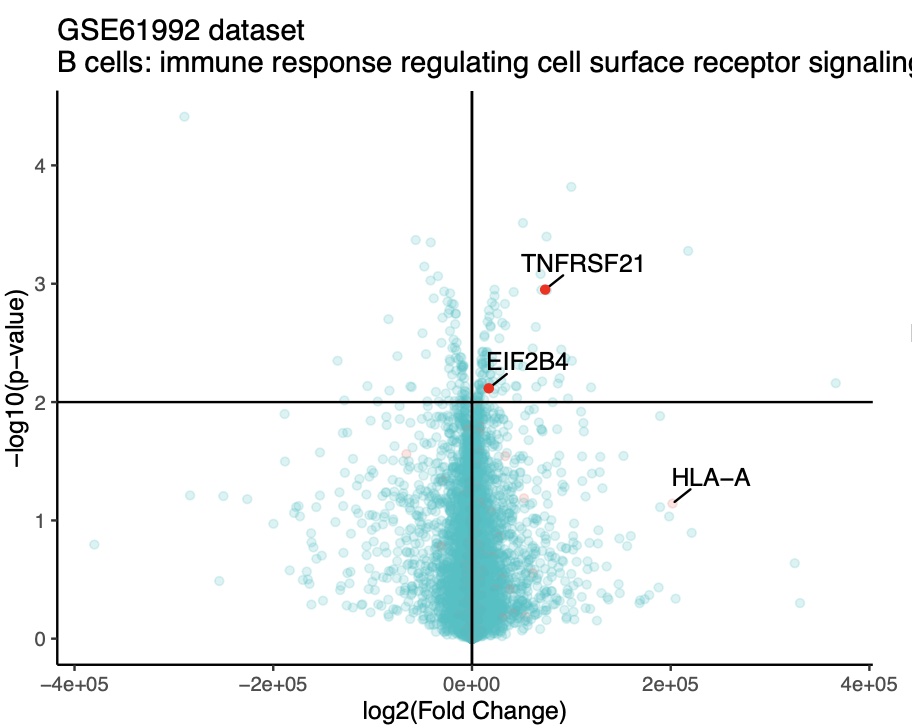 GSE61992 dataset
B cells: immune response regulating cell surface receptor signaling
4
3
2
1
0
−log10(p−value)
TNFRSF21
EIF2B4
HLA−A
−4e+05
−2e+05
0e+00
2e+05
4e+05
log2(Fold Change)